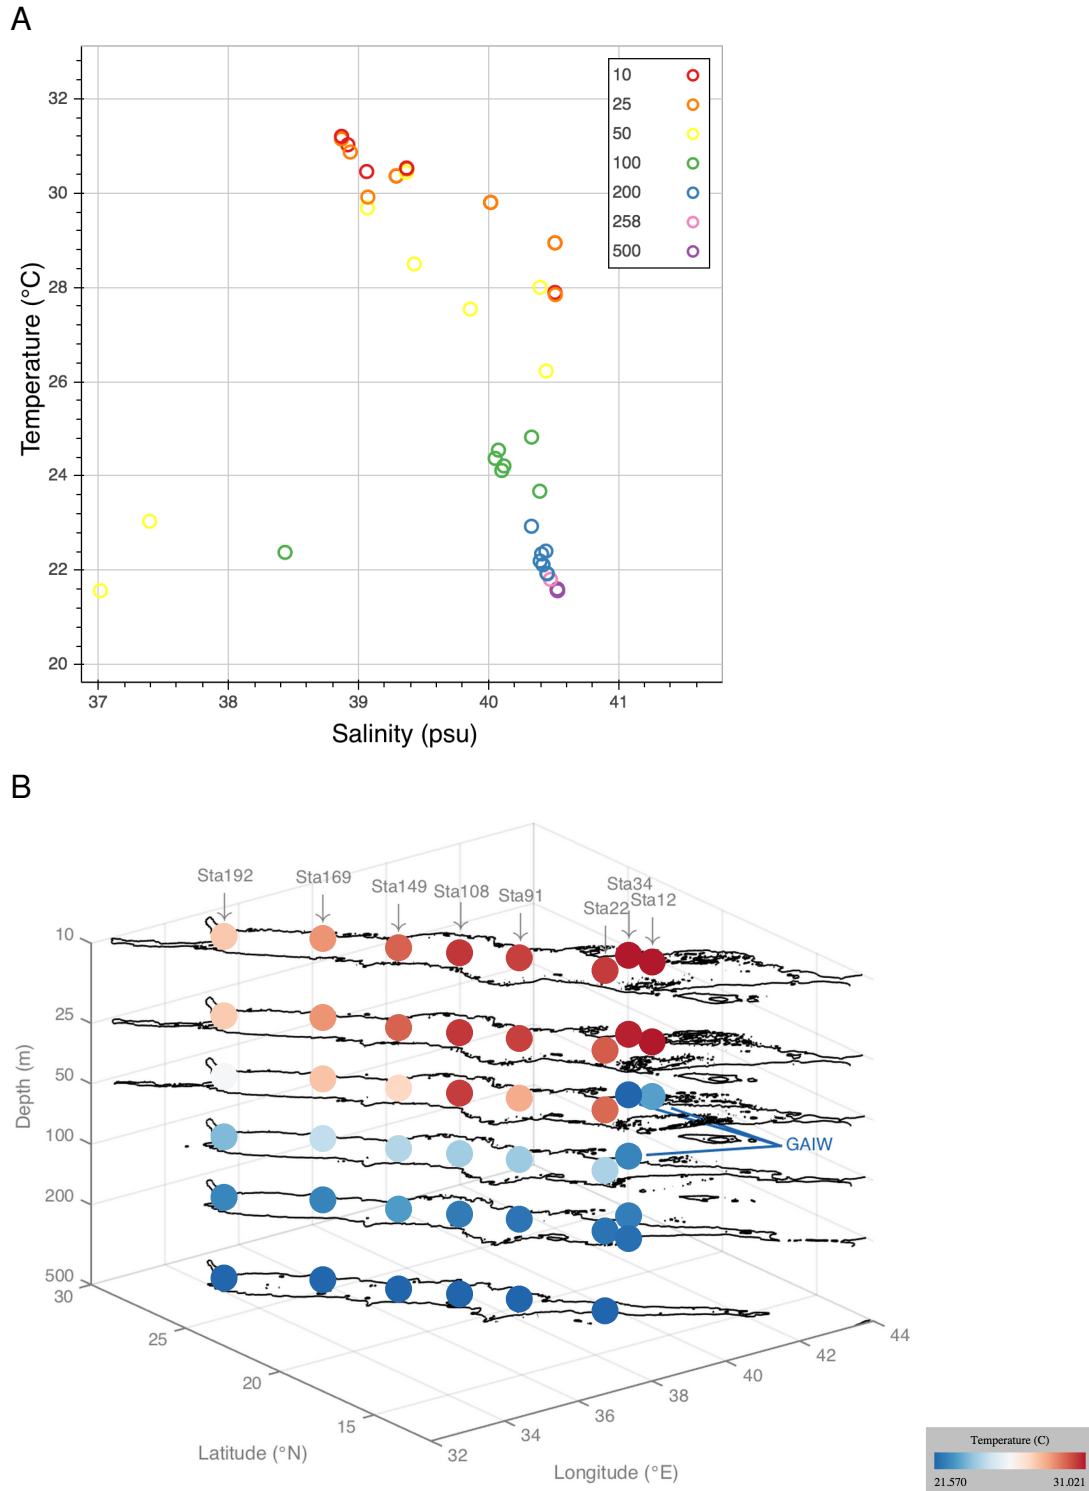 A
32
30
28
26
24
22
20
Temperature (°C)
10
25
50
100
200
258
500
37
38
39
40
41
Salinity (psu)
B
Sta192
Sta169
Sta149
Sta108
Sta91
Sta34
Sta22
Sta12
10
25
50
100
200
500
Depth (m)
GAIW
30
25
20
15
Latitude (°N)
32
34
36
38
40
42
44
Longitude (°E)
Temperature (C)
21.570 31.021